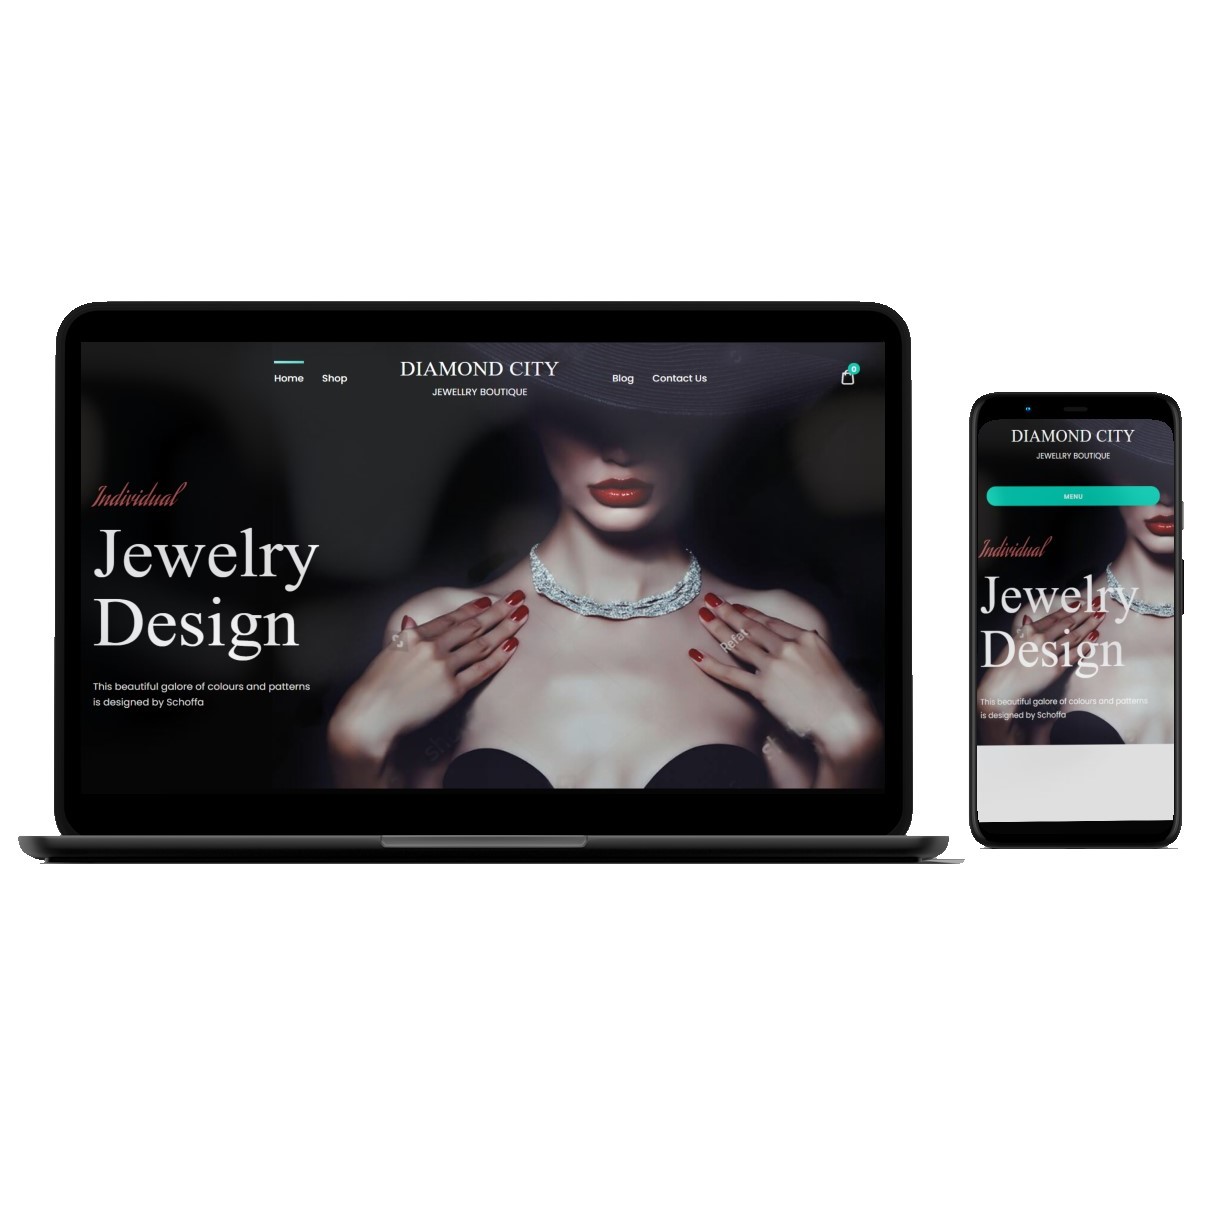 Home Shop DIAMOND CITY Blog Contact Us 0
JEWELLRY BOUTIQUE
Individual
Jewelry
Design
This beautiful galore of colours and patterns
is designed by Schoffa
DIAMOND CITY
JEWELLRY BOUTIQUE
MENU
Individual
Jewelry
Design
This beautiful galore of colours and patterns
is designed by Schoffa